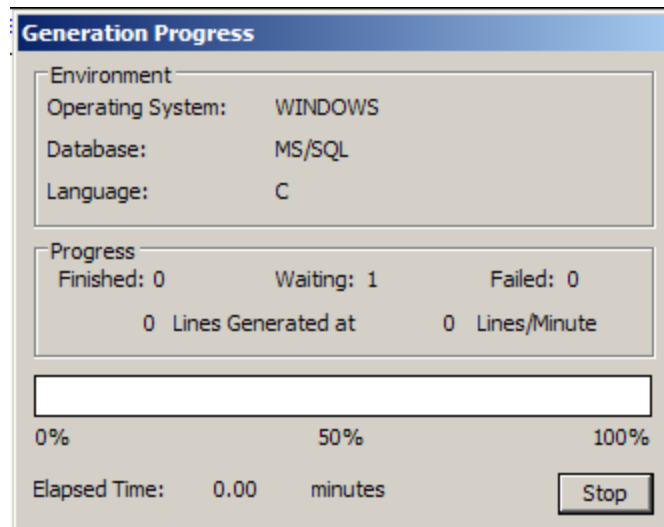 Generation Progress
Environment
Operating System: WINDOWS
Database: MS/SQL
Language: C
Progress
Finished: 0 Waiting: 1 Failed: 0
0 Lines Generated at 0 Lines/Minute
0% 50% 100%
Elapsed Time: 0.00 minutes Stop